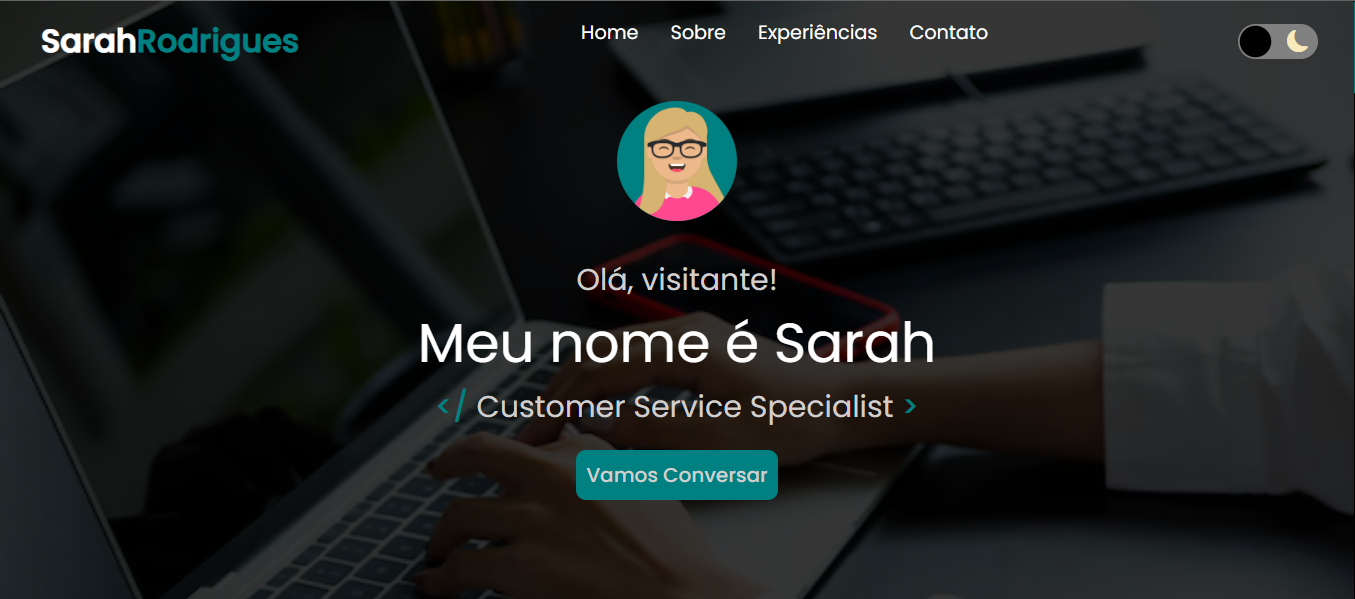 SarahRodrigues
Home Sobre Experiências Contato
Olá, visitante!
Meu nome é Sarah
</ Customer Service Specialist >
Vamos Conversar